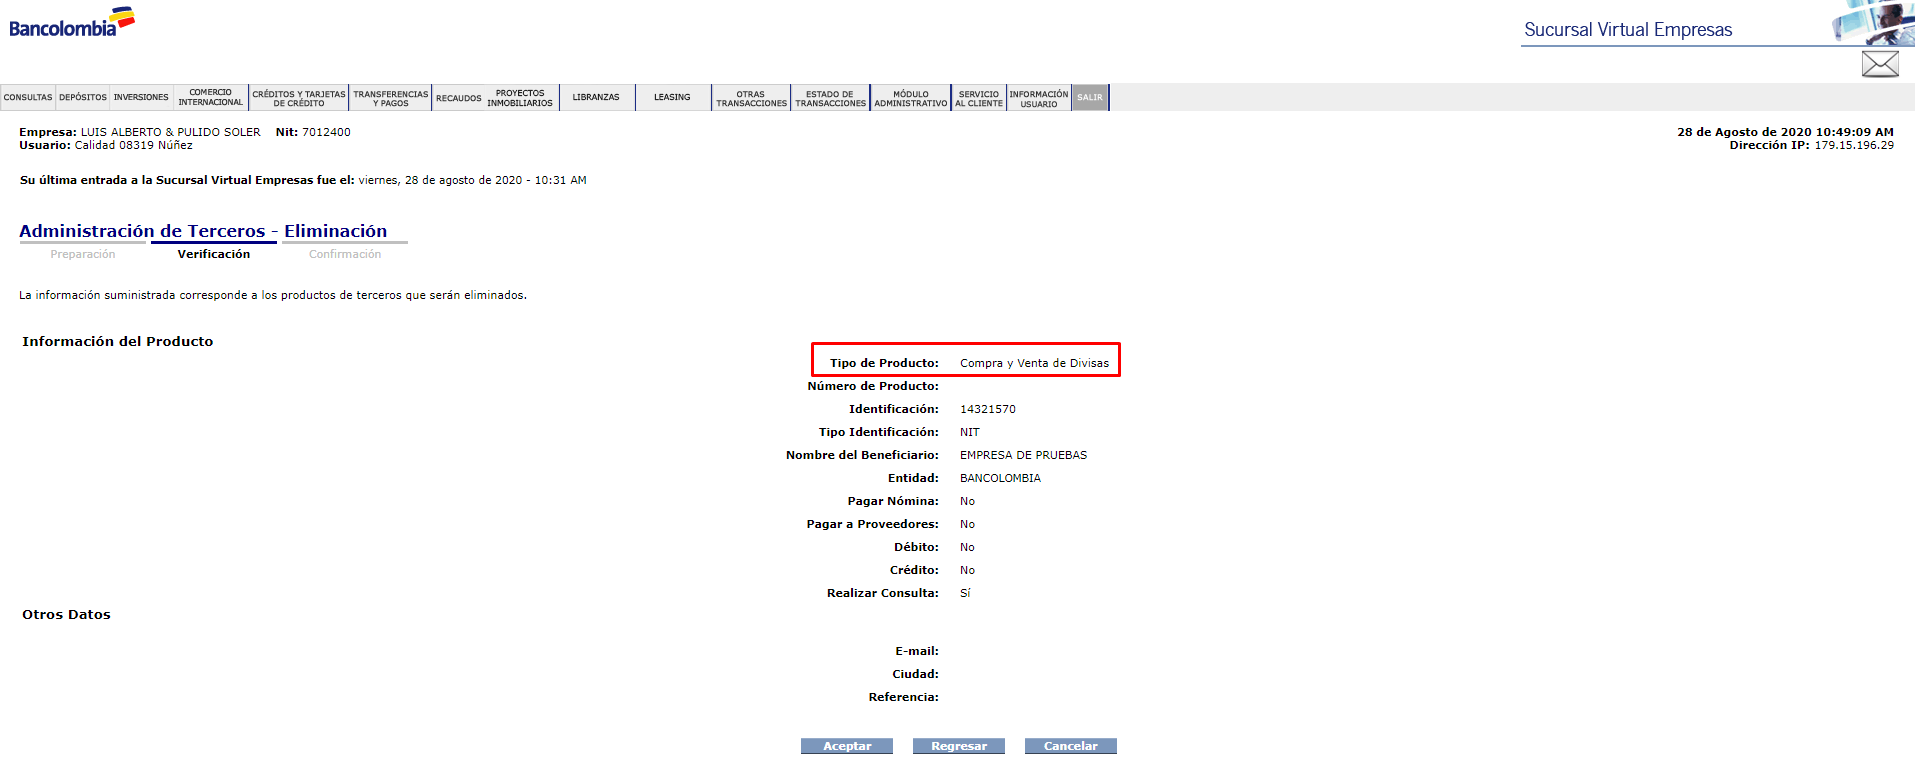 Bancolombia
Sucursal Virtual Empresas
CONSULTAS DEPÓSITOS INVERSIONES COMERCIO INTERNACIONAL CRÉDITOS Y TARJETAS DE CRÉDITO TRANSFERENCIAS Y PAGOS RECAUDOS PROYECTOS INMOBILIARIOS LIBRANZAS LEASING OTRAS TRANSACCIONES ESTADO DE TRANSACCIONES MÓDULO ADMINISTRATIVO SERVICIO AL CLIENTE INFORMACIÓN USUARIO SALIR
Empresa: LUIS ALBERTO & PULIDO SOLER Nit: 7012400
28 de Agosto de 2020 10:49:09 AM
Usuario: Calidad 08319 Núñez
Dirección IP: 179.15.196.29
Su última entrada a la Sucursal Virtual Empresas fue el: viernes, 28 de agosto de 2020 - 10:31 AM
Administración de Terceros - Eliminación
Preparación Verificación Confirmación
La información suministrada corresponde a los productos de terceros que serán eliminados.
Información del Producto
Tipo de Producto: Compra y Venta de Divisas
Número de Producto:
Identificación: 14321570
Tipo Identificación: NIT
Nombre del Beneficiario: EMPRESA DE PRUEBAS
Entidad: BANCOLOMBIA
Pagar Nómina: No
Pagar a Proveedores: No
Débito: No
Crédito: No
Realizar Consulta: Sí
Otros Datos
E-mail:
Ciudad:
Referencia:
Aceptar Regresar Cancelar